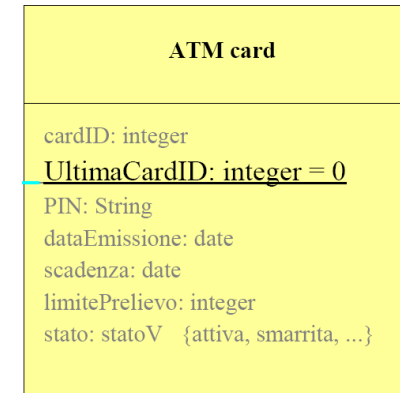 ATM card
cardID: integer
UltimaCardID: integer = 0
PIN: String
dataEmissione: date
scadenza: date
limitePrelievo: integer
stato: statoV {attiva, smarrita, ...}